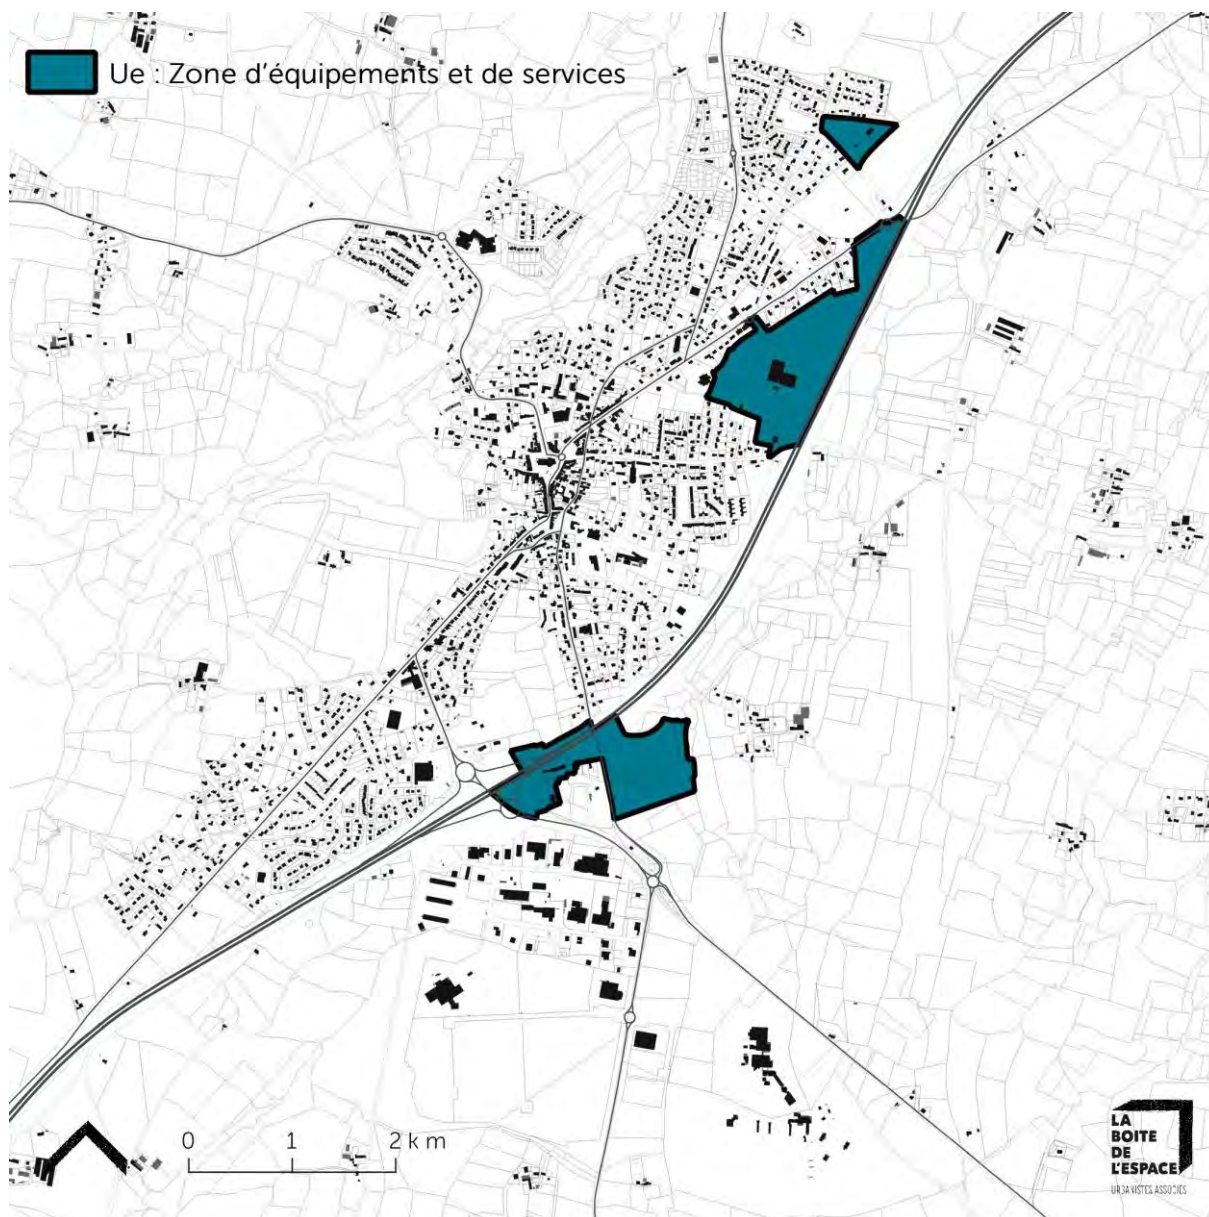 Ue : Zone d'équipements et de services
0 1 2 km
LA
BOITE
DE
L'ESPACE
URBANISTES ASSOCIÉS